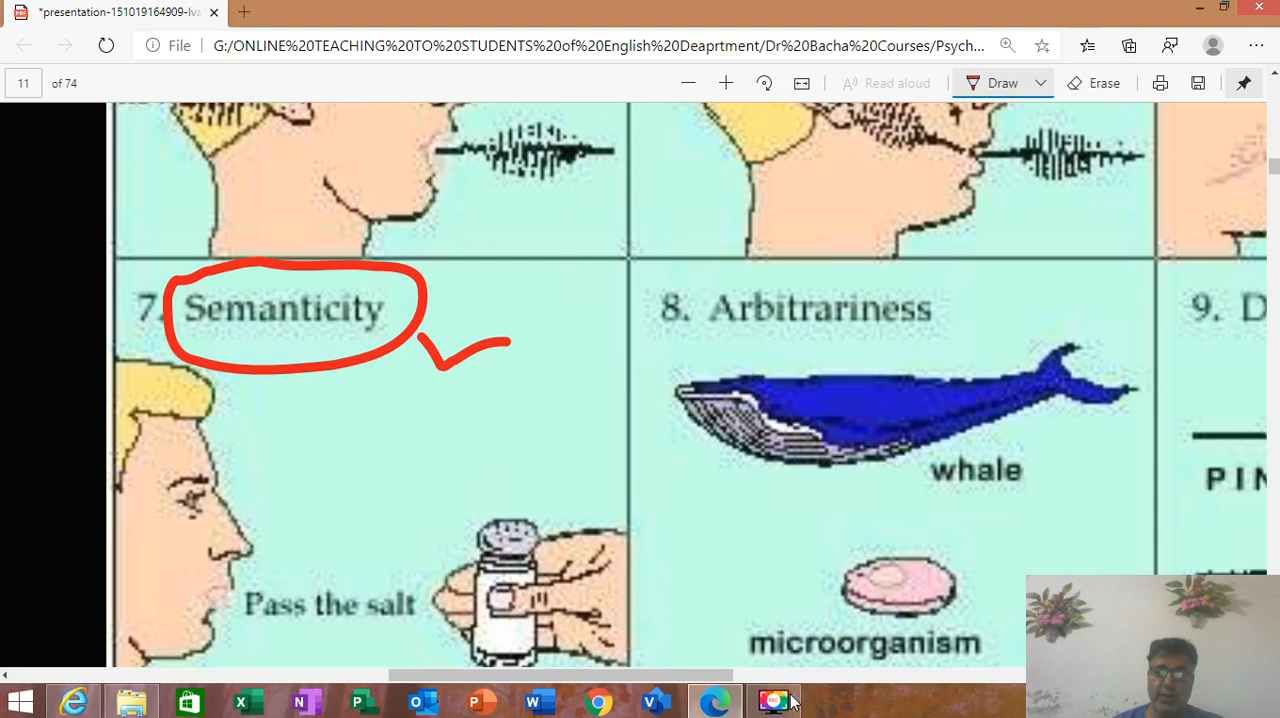 *presentation-151019164909-lva
File
G:/ONLINE%20TEACHING%20TO%20STUDENTS%20of%20English%20Deaprtment/Dr%20Bacha%20Courses/Psych...
11 of 74
Read aloud
Draw
Erase
7. Semanticity
8. Arbitrariness
9. D
whale
PIN
Pass the salt
microorganism